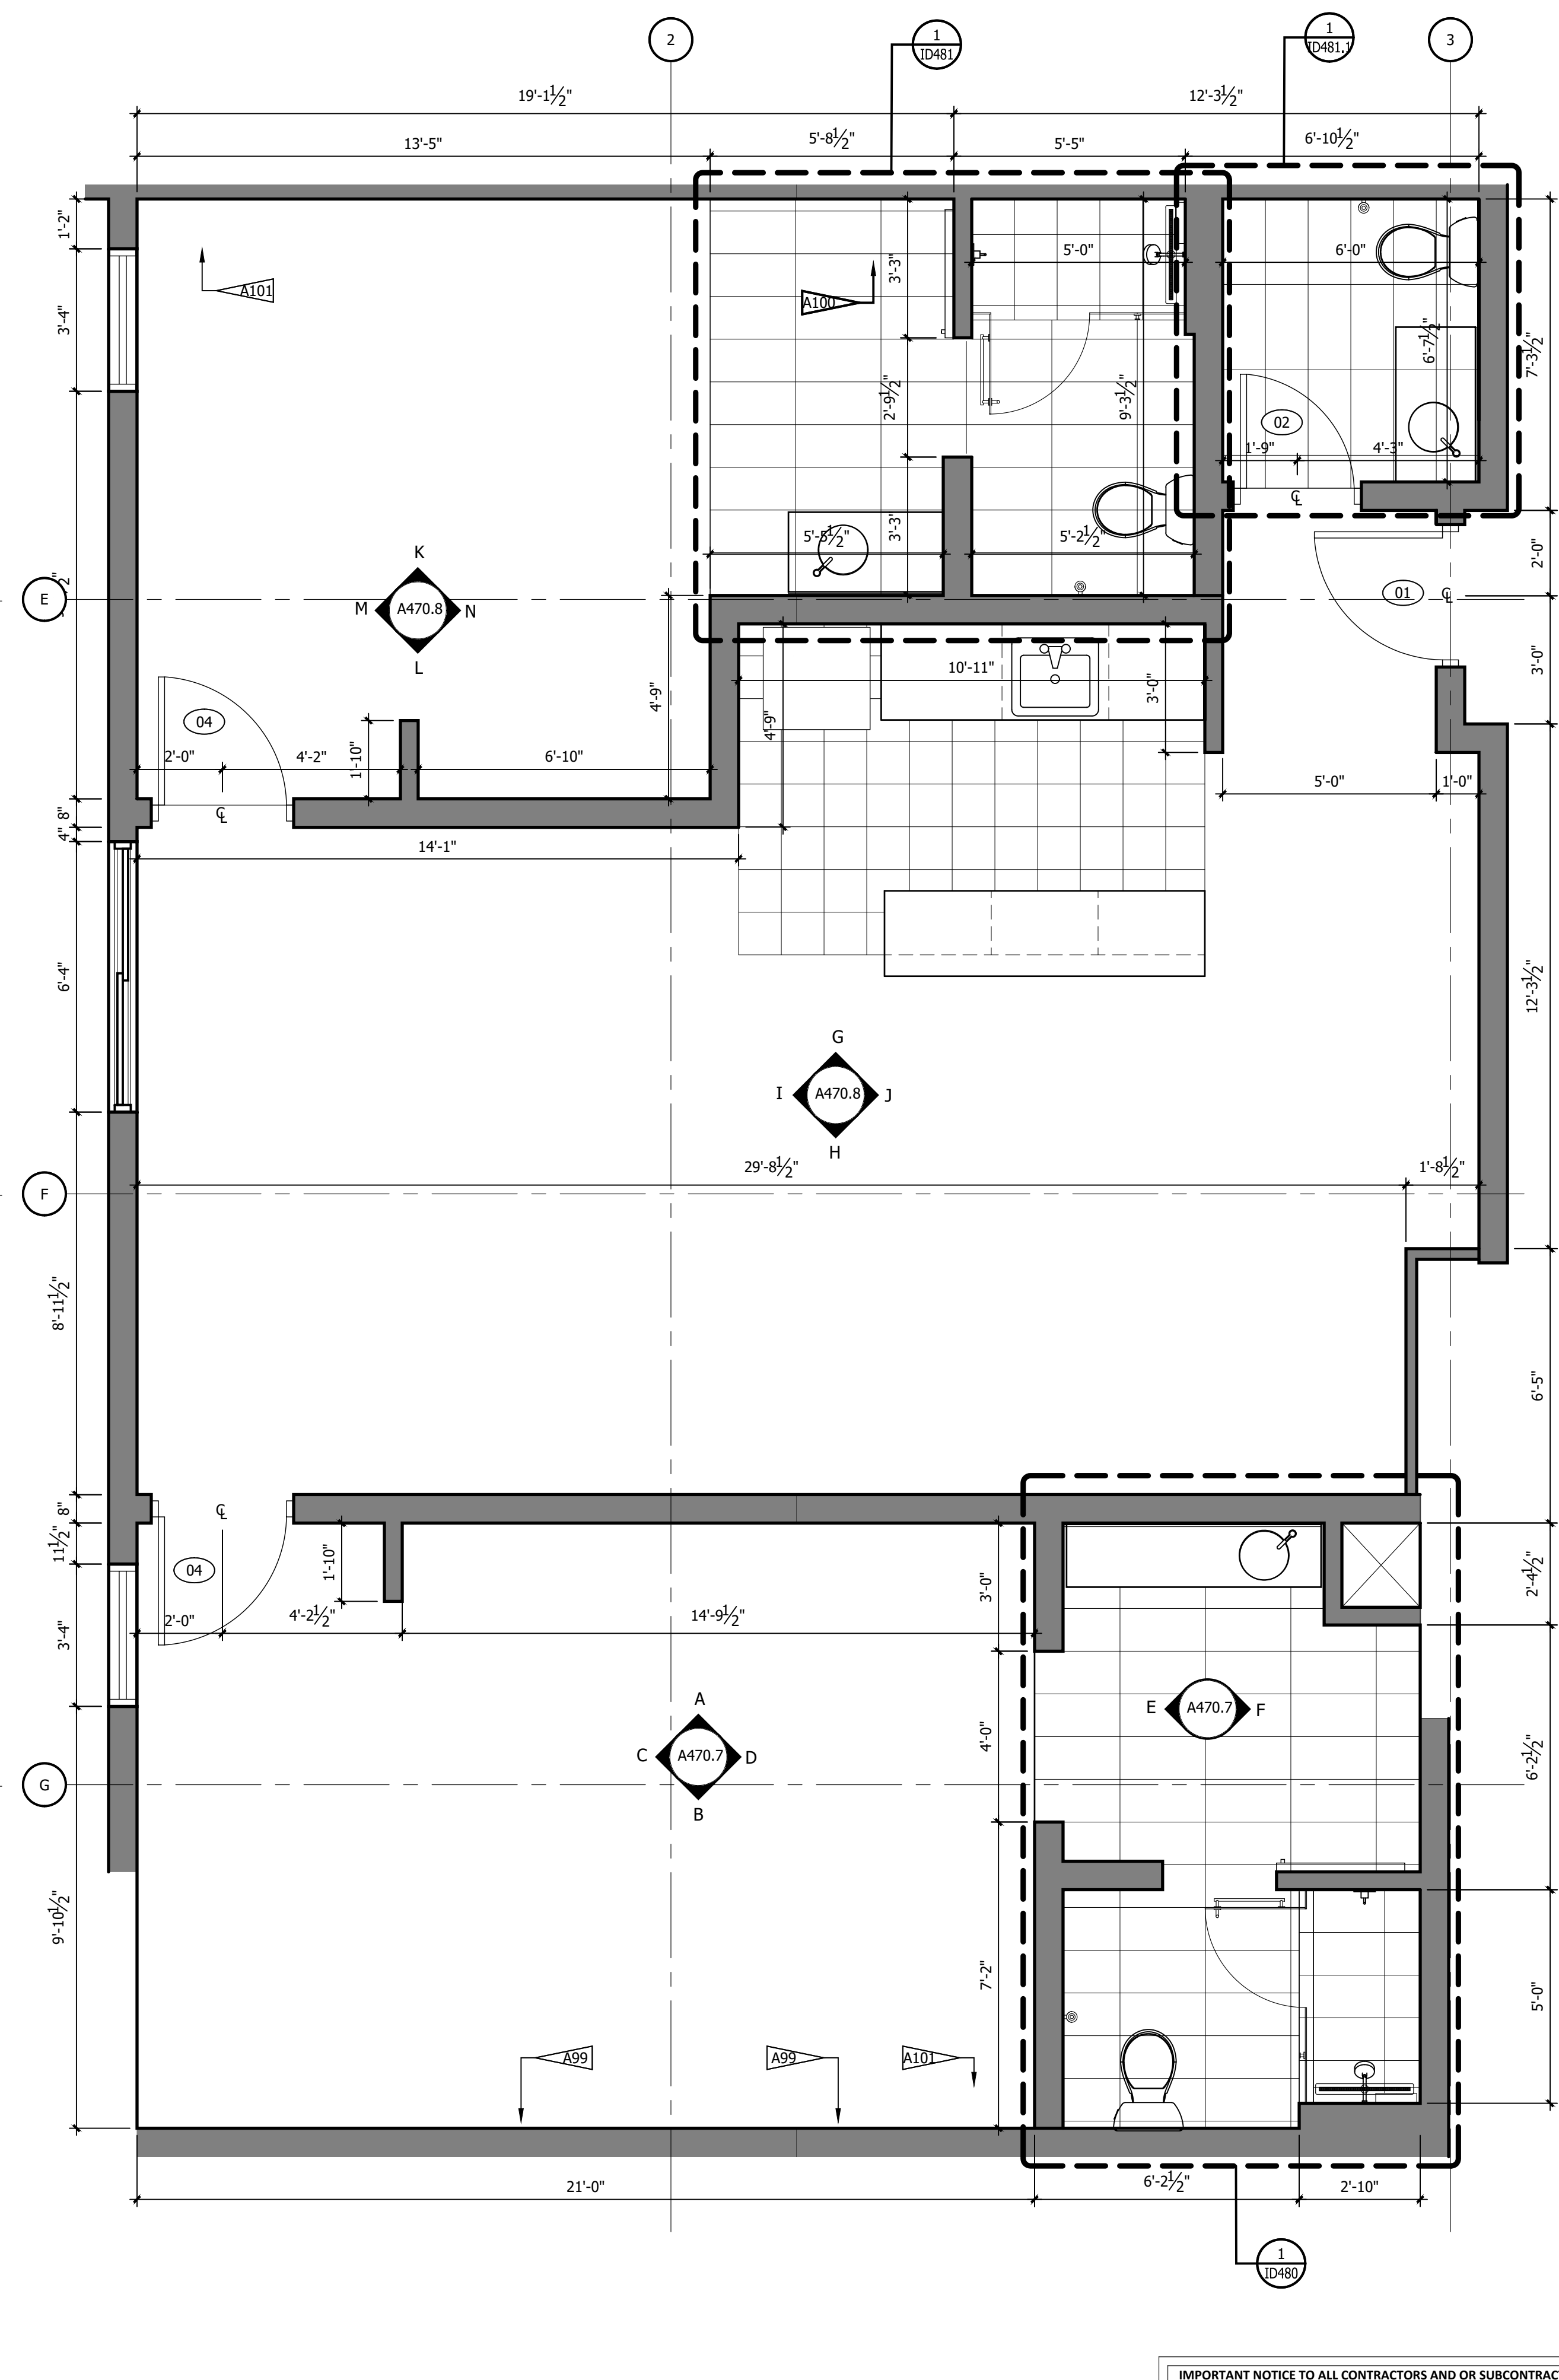 2
1
ID481
1
ID481.1
3
19'-1½"
12'-3½"
13'-5"
5'-8½"
5'-5"
6'-10½"
1'-2"
A101
3'-4"
A100
3'-3"
5'-0"
6'-0"
2'-9½"
9'-3½"
6'-7½"
7'-3½"
02
1'-9"
4'-3"
℄
3'-3"
5'-5½"
5'-2½"
2'-0"
E
K
M
A470.8
N
L
01
℄
10'-11"
4'-9"
4'-9"
3'-0"
3'-0"
04
2'-0"
4'-2"
1'-10"
6'-10"
5'-0"
1'-0"
8"
4"
℄
14'-1"
6'-4"
12'-3½"
G
I
A470.8
J
H
29'-8½"
1'-8½"
F
8'-11½"
6'-5"
8"
℄
11½"
04
1'-10"
3'-0"
2'-4½"
2'-0"
4'-2½"
14'-9½"
3'-4"
A
C
A470.7
D
B
E
A470.7
F
4'-0"
6'-2½"
G
9'-10½"
7'-2"
5'-0"
A99
A99
A101
21'-0"
6'-2½"
2'-10"
1
ID480
IMPORTANT NOTICE TO ALL CONTRACTORS AND OR